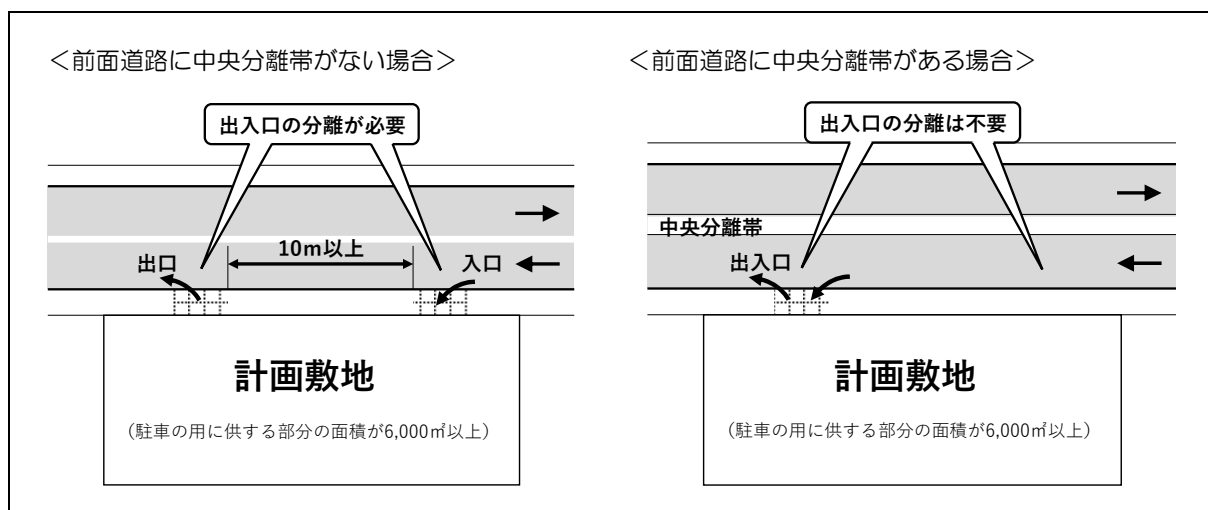 ＜前面道路に中央分離帯がない場合＞
出入口の分離が必要
10m以上
出口
入口
計画敷地
（駐車の用に供する部分の面積が6,000㎡以上）
＜前面道路に中央分離帯がある場合＞
出入口の分離は不要
中央分離帯
出入口
計画敷地
（駐車の用に供する部分の面積が6,000㎡以上）